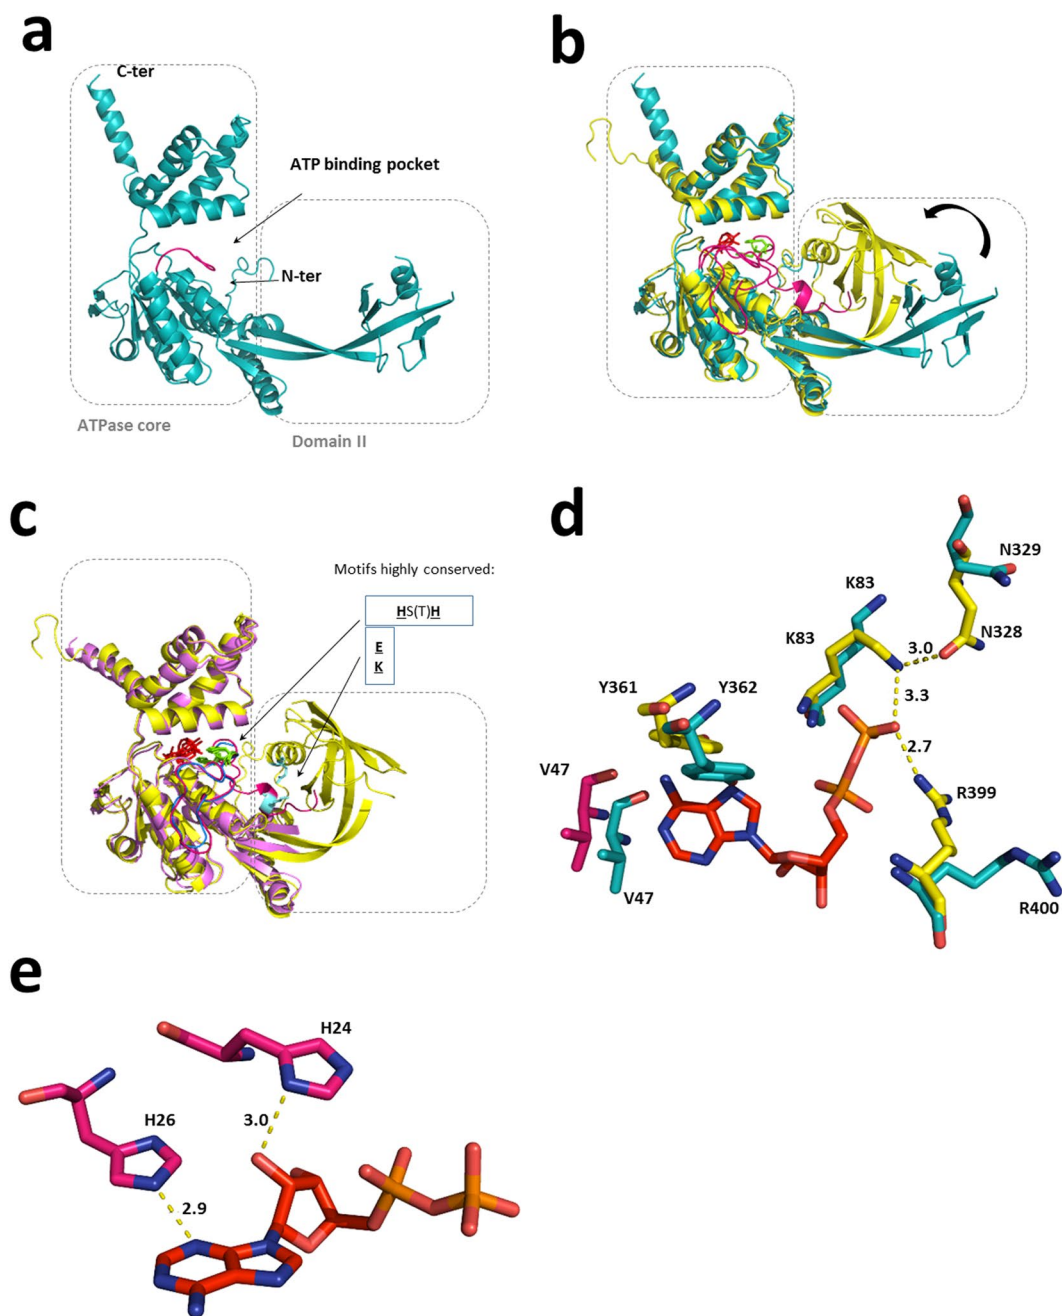 a
C-ter
ATP binding pocket
N-ter
ATPase core
Domain II
b
c
Motifs highly conserved:
HS(T)H
E
K
d
N329
K83
K83
N328
3.0
3.3
Y361
Y362
2.7
V47
R399
V47
R400
e
H24
H26
3.0
2.9